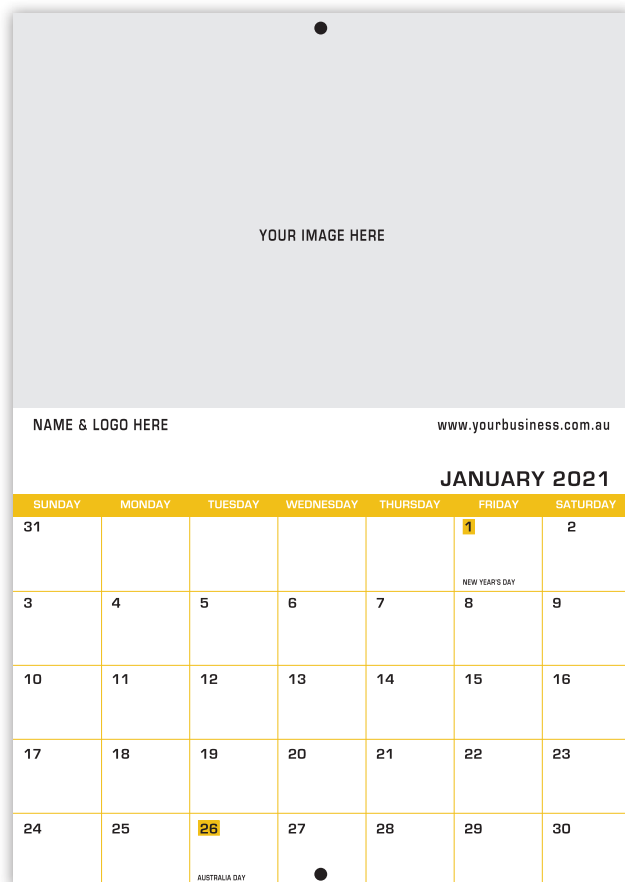 YOUR IMAGE HERE
NAME & LOGO HERE www.yourbusiness.com.au
JANUARY 2021
SUNDAY MONDAY TUESDAY WEDNESDAY THURSDAY FRIDAY SATURDAY
31 1 2
NEW YEAR'S DAY
3 4 5 6 7 8 9
10 11 12 13 14 15 16
17 18 19 20 21 22 23
24 25 26 27 28 29 30
AUSTRALIA DAY